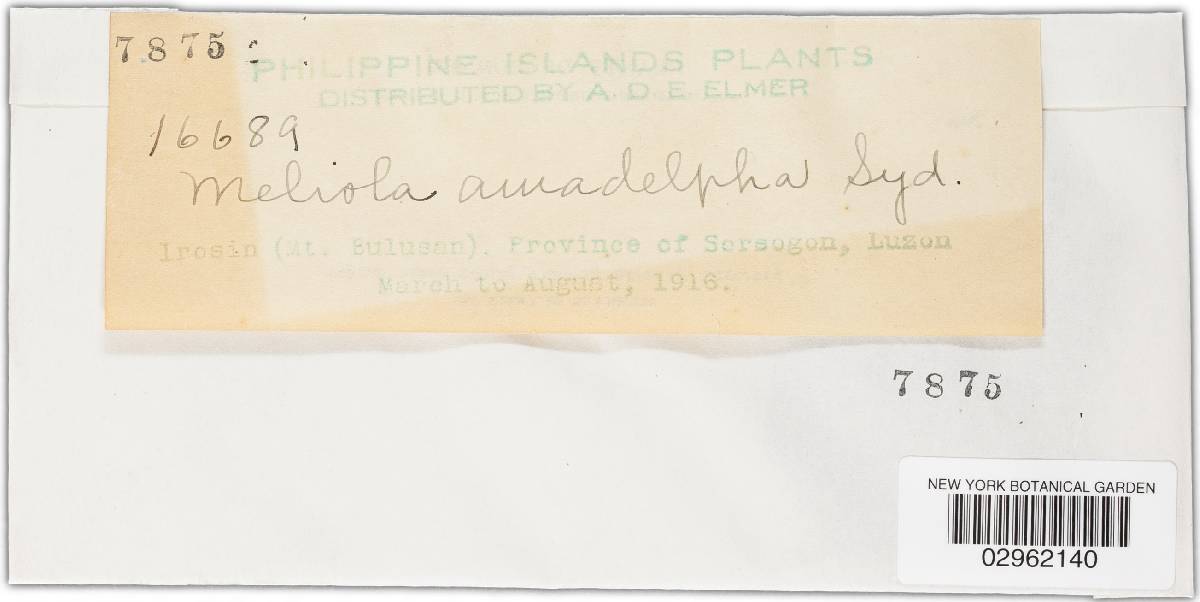 7875
PHILIPPINE ISLANDS PLANTS
DISTRIBUTED BY A. D. E. ELMER
16689
Meliola amadelpha Syd.
Irosin (Mt. Bulusan). Province of Sorsogon, Luzon
March to August, 1916.
7875
NEW YORK BOTANICAL GARDEN
02962140